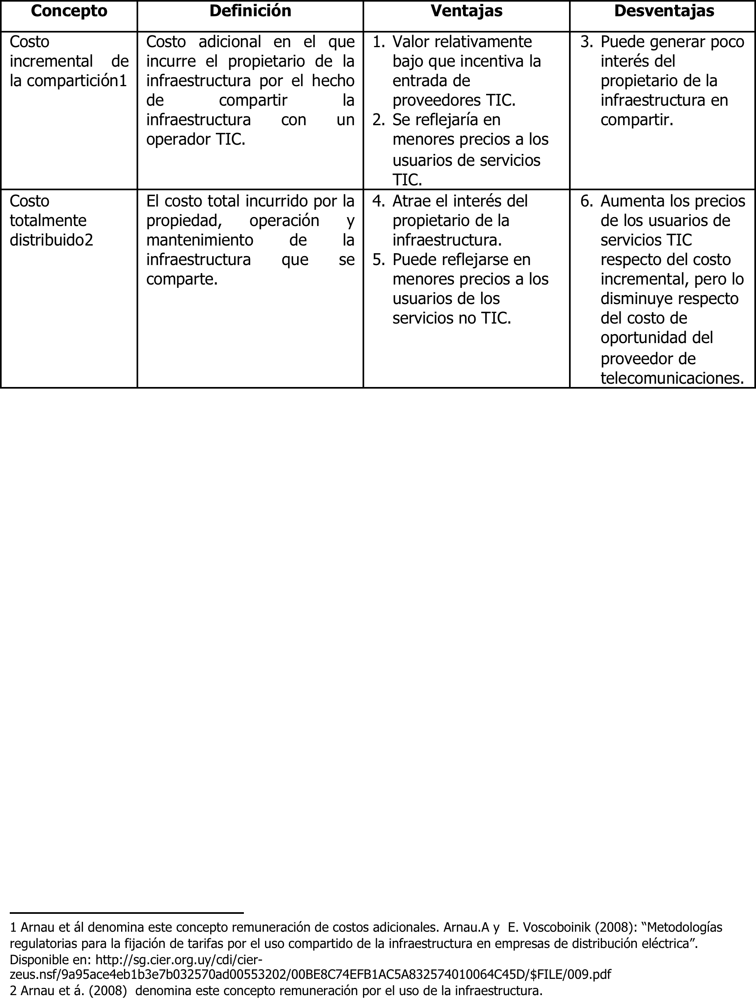 Concepto Definición Ventajas Desventajas
Costo
incremental de
la compartición1
Costo adicional en el que
incurre el propietario de la
infraestructura por el hecho
de compartir la
infraestructura con un
operador TIC.
1. Valor relativamente
bajo que incentiva la
entrada de
proveedores TIC.
2. Se reflejaría en
menores precios a los
usuarios de servicios
TIC.
3. Puede generar poco
interés del
propietario de la
infraestructura en
compartir.
Costo
totalmente
distribuido2
El costo total incurrido por la
propiedad, operación y
mantenimiento de la
infraestructura que se
comparte.
4. Atrae el interés del
propietario de la
infraestructura.
5. Puede reflejarse en
menores precios a los
usuarios de los
servicios no TIC.
6. Aumenta los precios
de los usuarios de
servicios TIC
respecto del costo
incremental, pero lo
disminuye respecto
del costo de
oportunidad del
proveedor de
telecomunicaciones.
1 Arnau et ál denomina este concepto remuneración de costos adicionales. Arnau.A y  E. Voscoboinik (2008): “Metodologías
regulatorias para la fijación de tarifas por el uso compartido de la infraestructura en empresas de distribución eléctrica”.
Disponible en: http://sg.cier.org.uy/cdi/cier-
zeus.nsf/9a95ace4eb1b3e7b032570ad00553202/00BE8C74EFB1AC5A832574010064C45D/$FILE/009.pdf
2 Arnau et á. (2008)  denomina este concepto remuneración por el uso de la infraestructura.